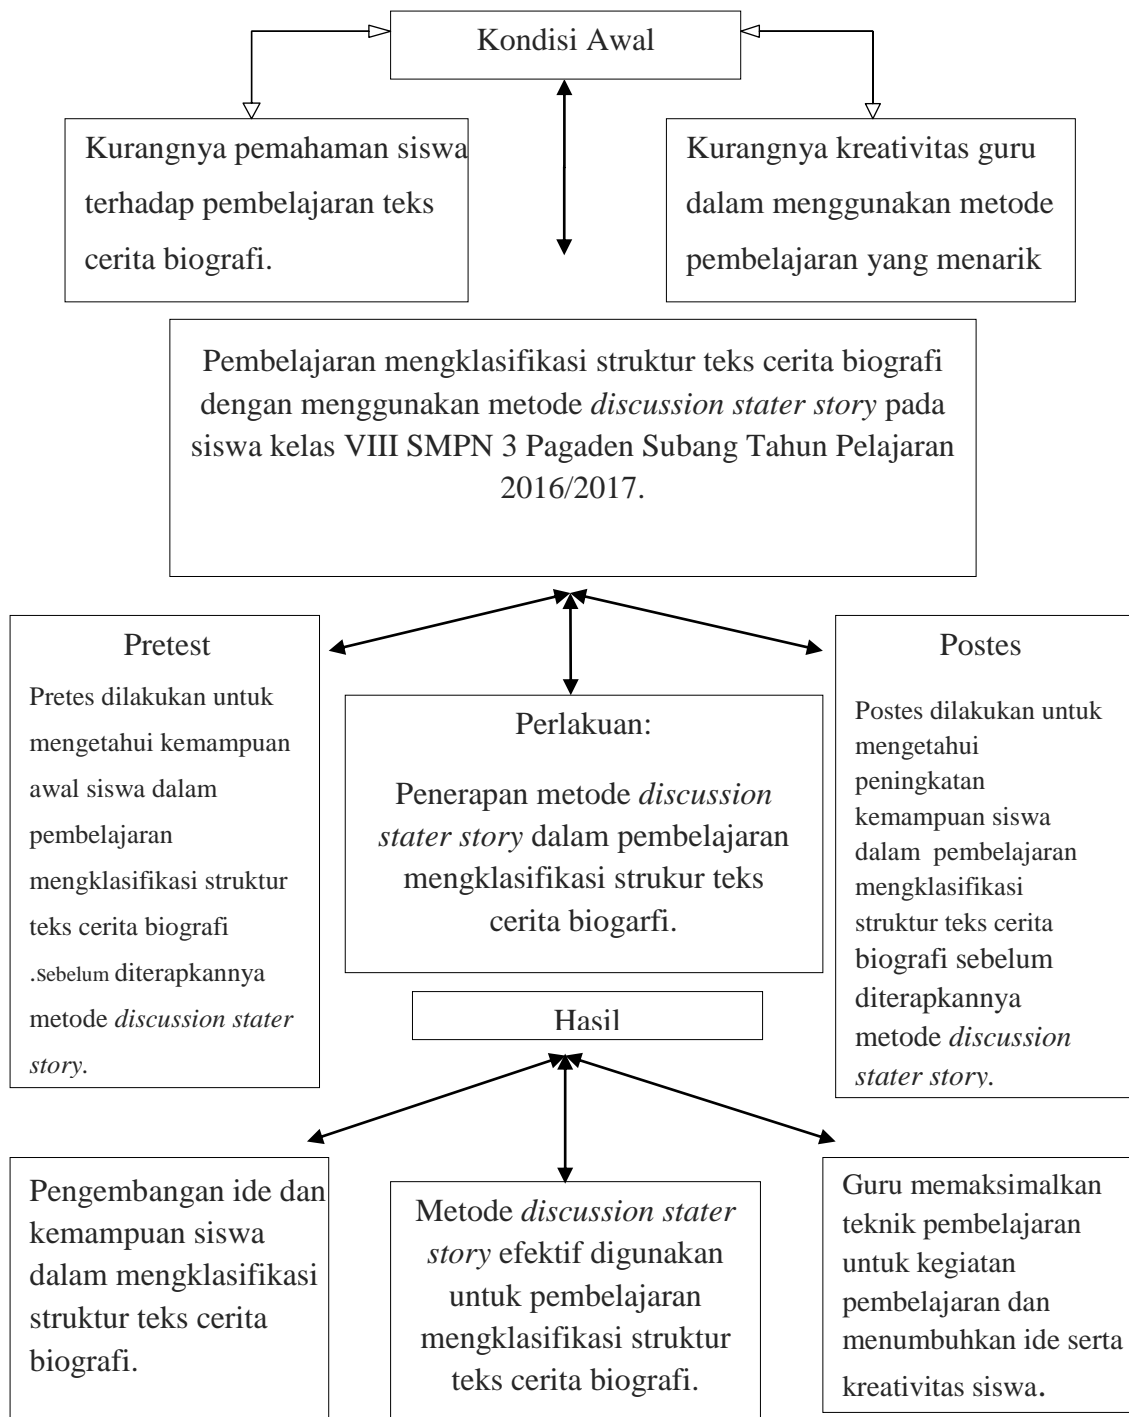 Kondisi Awal
Kurangnya pemahaman siswa
terhadap pembelajaran teks
cerita biografi.
Kurangnya kreativitas guru
dalam menggunakan metode
pembelajaran yang menarik
Pembelajaran mengklasifikasi struktur teks cerita biografi
dengan menggunakan metode discussion stater story pada
siswa kelas VIII SMPN 3 Pagaden Subang Tahun Pelajaran
2016/2017.
Pretest
Pretes dilakukan untuk
mengetahui kemampuan
awal siswa dalam
pembelajaran
mengklasifikasi struktur
teks cerita biografi
.sebelum diterapkannya
metode discussion stater
story.
Perlakuan:
Penerapan metode discussion
stater story dalam pembelajaran
mengklasifikasi strukur teks
cerita biogarfi.
Postes
Postes dilakukan untuk
mengetahui
peningkatan
kemampuan siswa
dalam pembelajaran
mengklasifikasi
struktur teks cerita
biografi sebelum
diterapkannya
metode discussion
stater story.
Hasil
Pengembangan ide dan
kemampuan siswa
dalam mengklasifikasi
struktur teks cerita
biografi.
Metode discussion stater
story efektif digunakan
untuk pembelajaran
mengklasifikasi struktur
teks cerita biografi.
Guru memaksimalkan
teknik pembelajaran
untuk kegiatan
pembelajaran dan
menumbuhkan ide serta
kreativitas siswa.